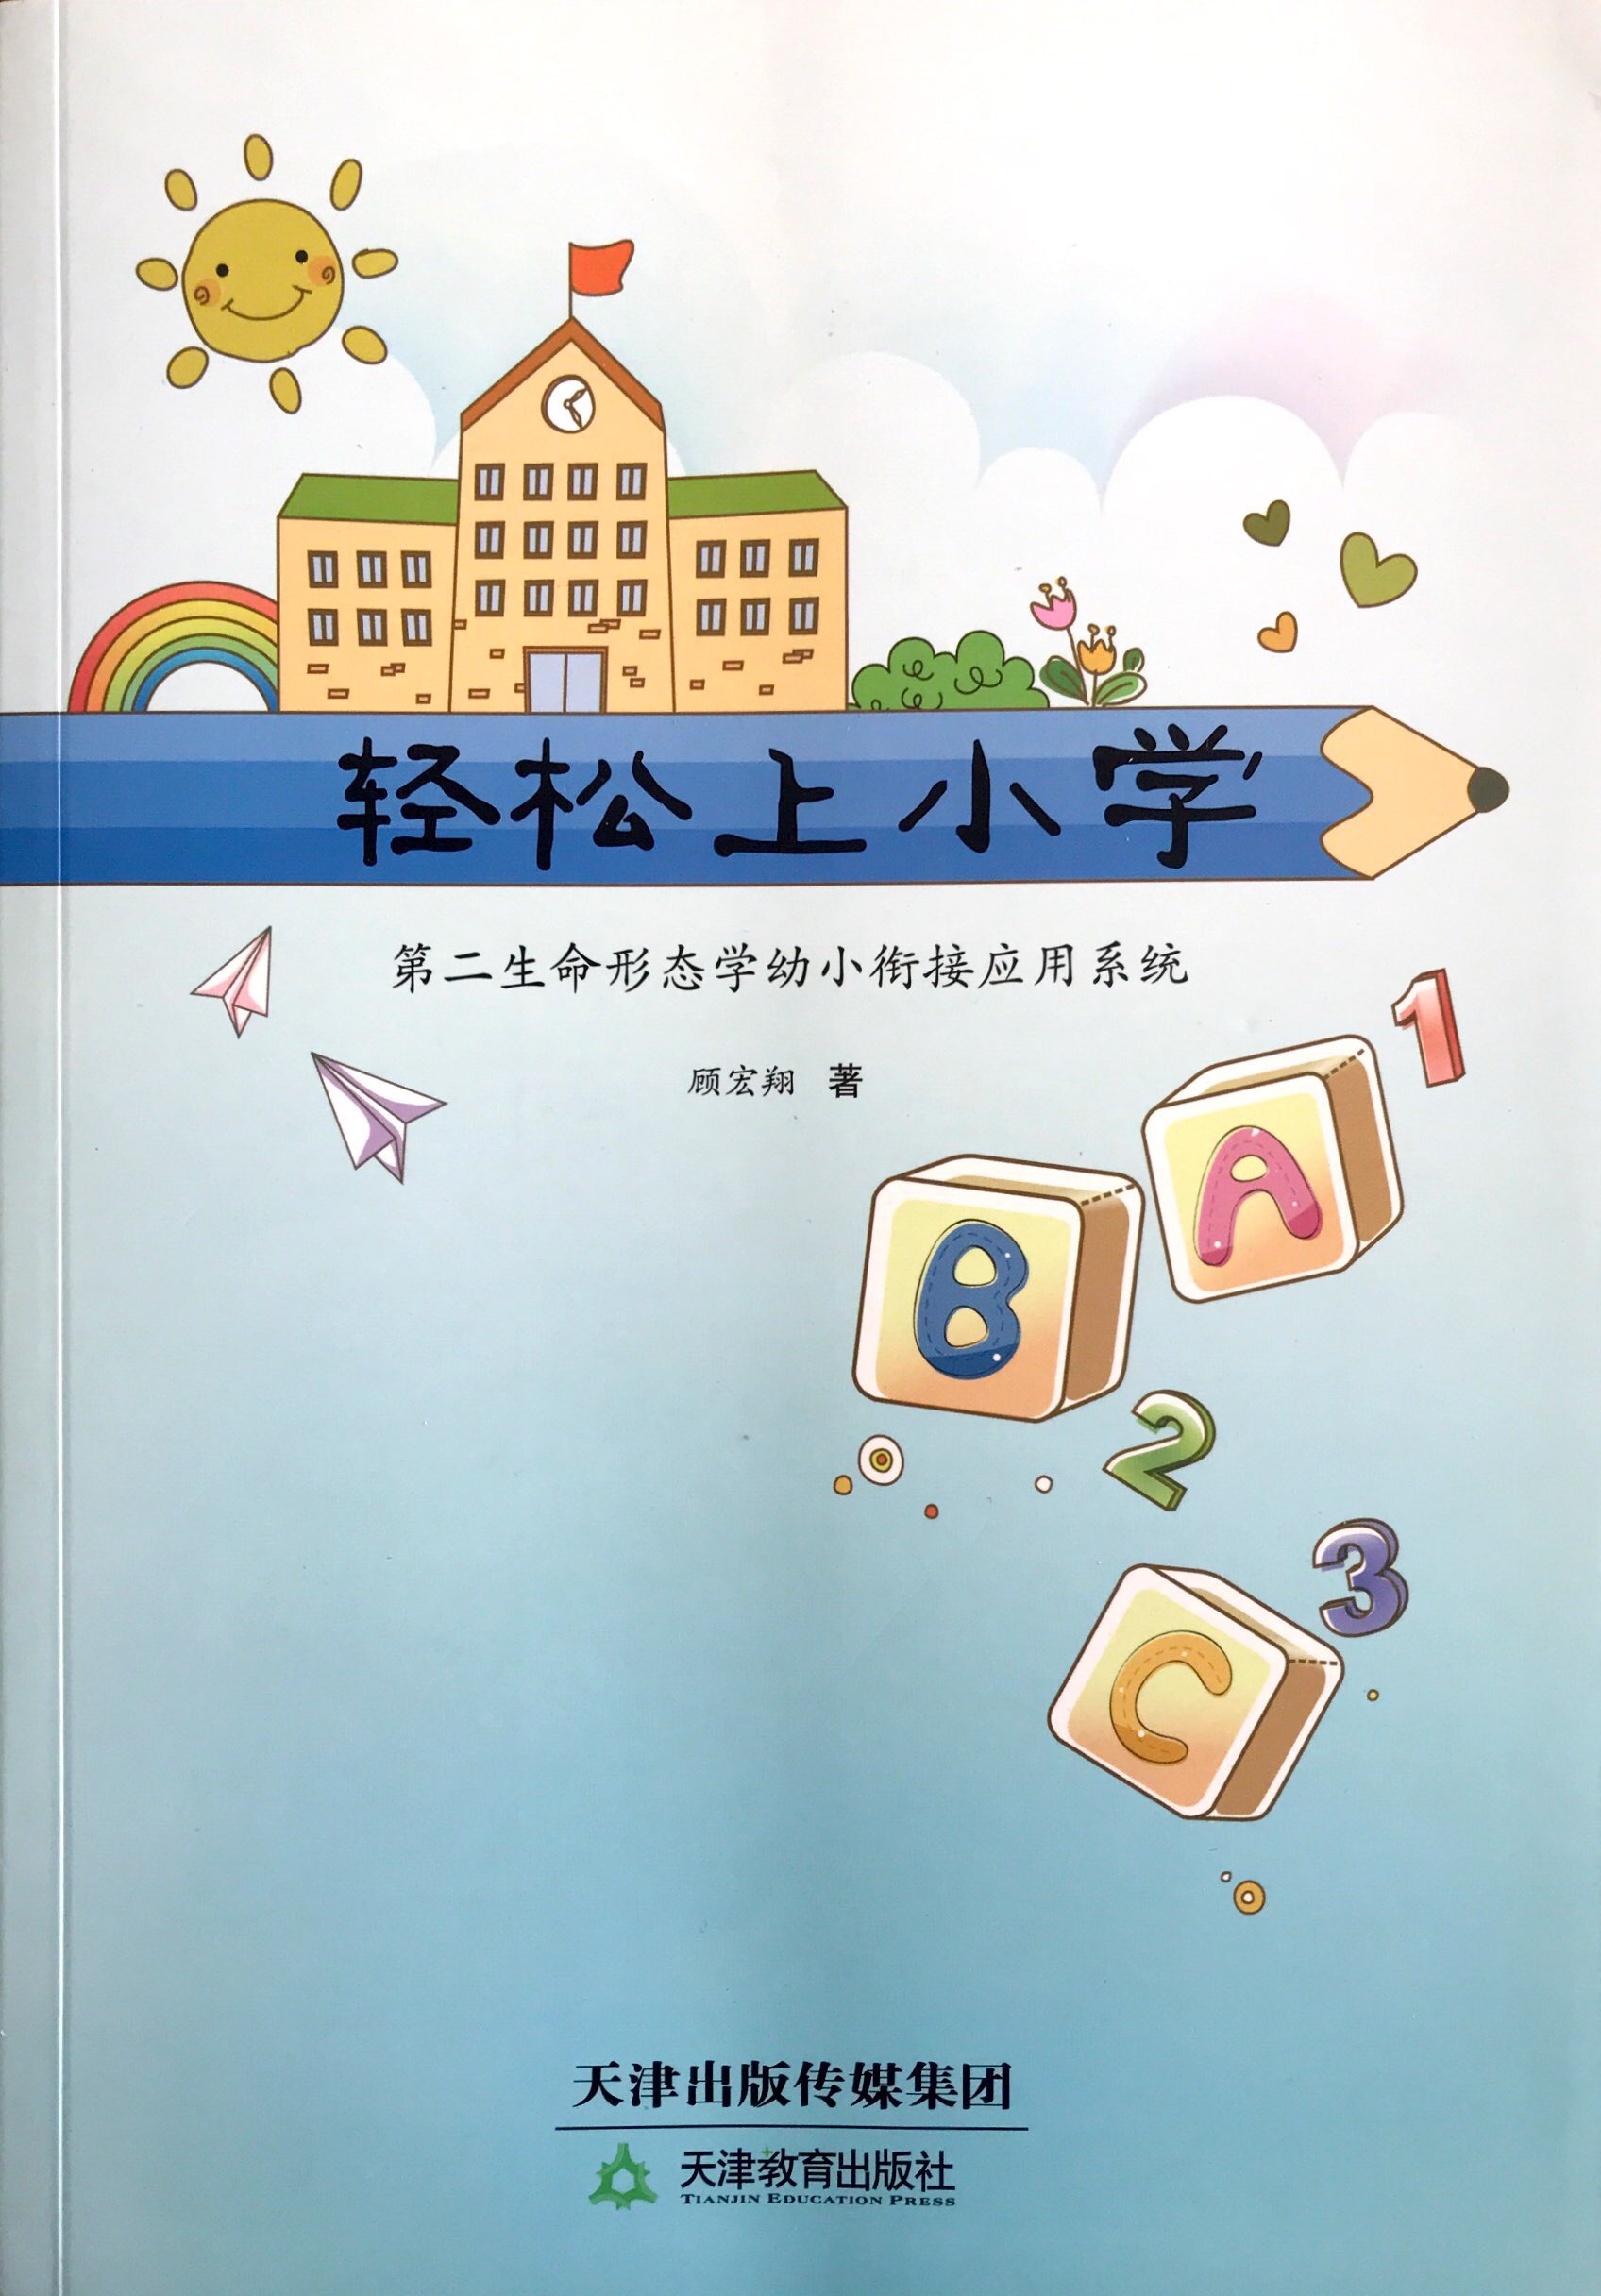 轻松上小学
第二生命形态学幼小衔接应用系统
顾宏翔 著
1
A
B
2
3
C
天津出版传媒集团
天津教育出版社
TIANJIN EDUCATION PRESS